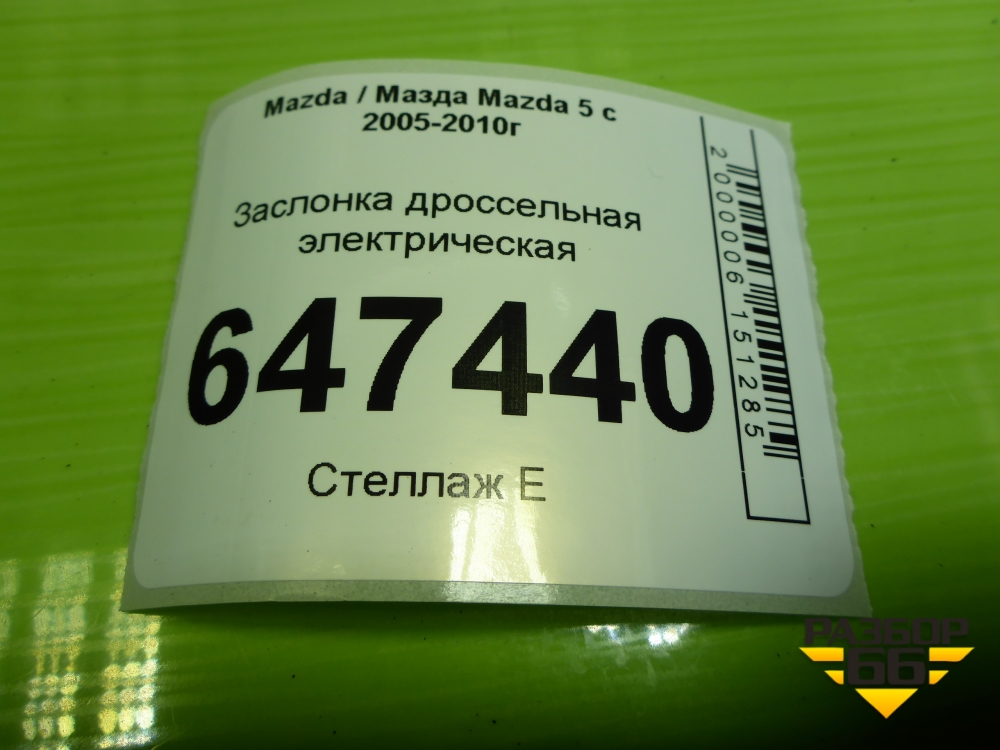 Mazda / Мазда Mazda 5 с
2005-2010г
Заслонка дроссельная
электрическая
647440
Стеллаж Е
2000006151285
РАЗБОР
66